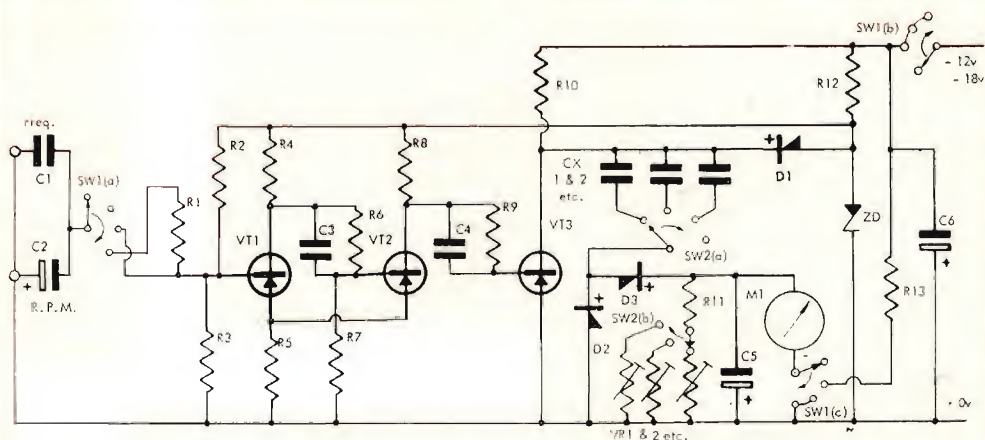 SW1(b)
- 12v
- 18v
R10
R12
Freq.
C1
SW1(a)
R2
R4
R8
CX
1 & 2
etc.
D1
R1
C3
R6
R9
VT1
VT2
C4
VT3
ZD
C6
C2
+
R.P.M.
SW2(a)
D3
R11
M1
R13
SW2(b)
D2
C5
R3
R5
R7
SW1(c)
+ 0v
VR1 & 2 etc.